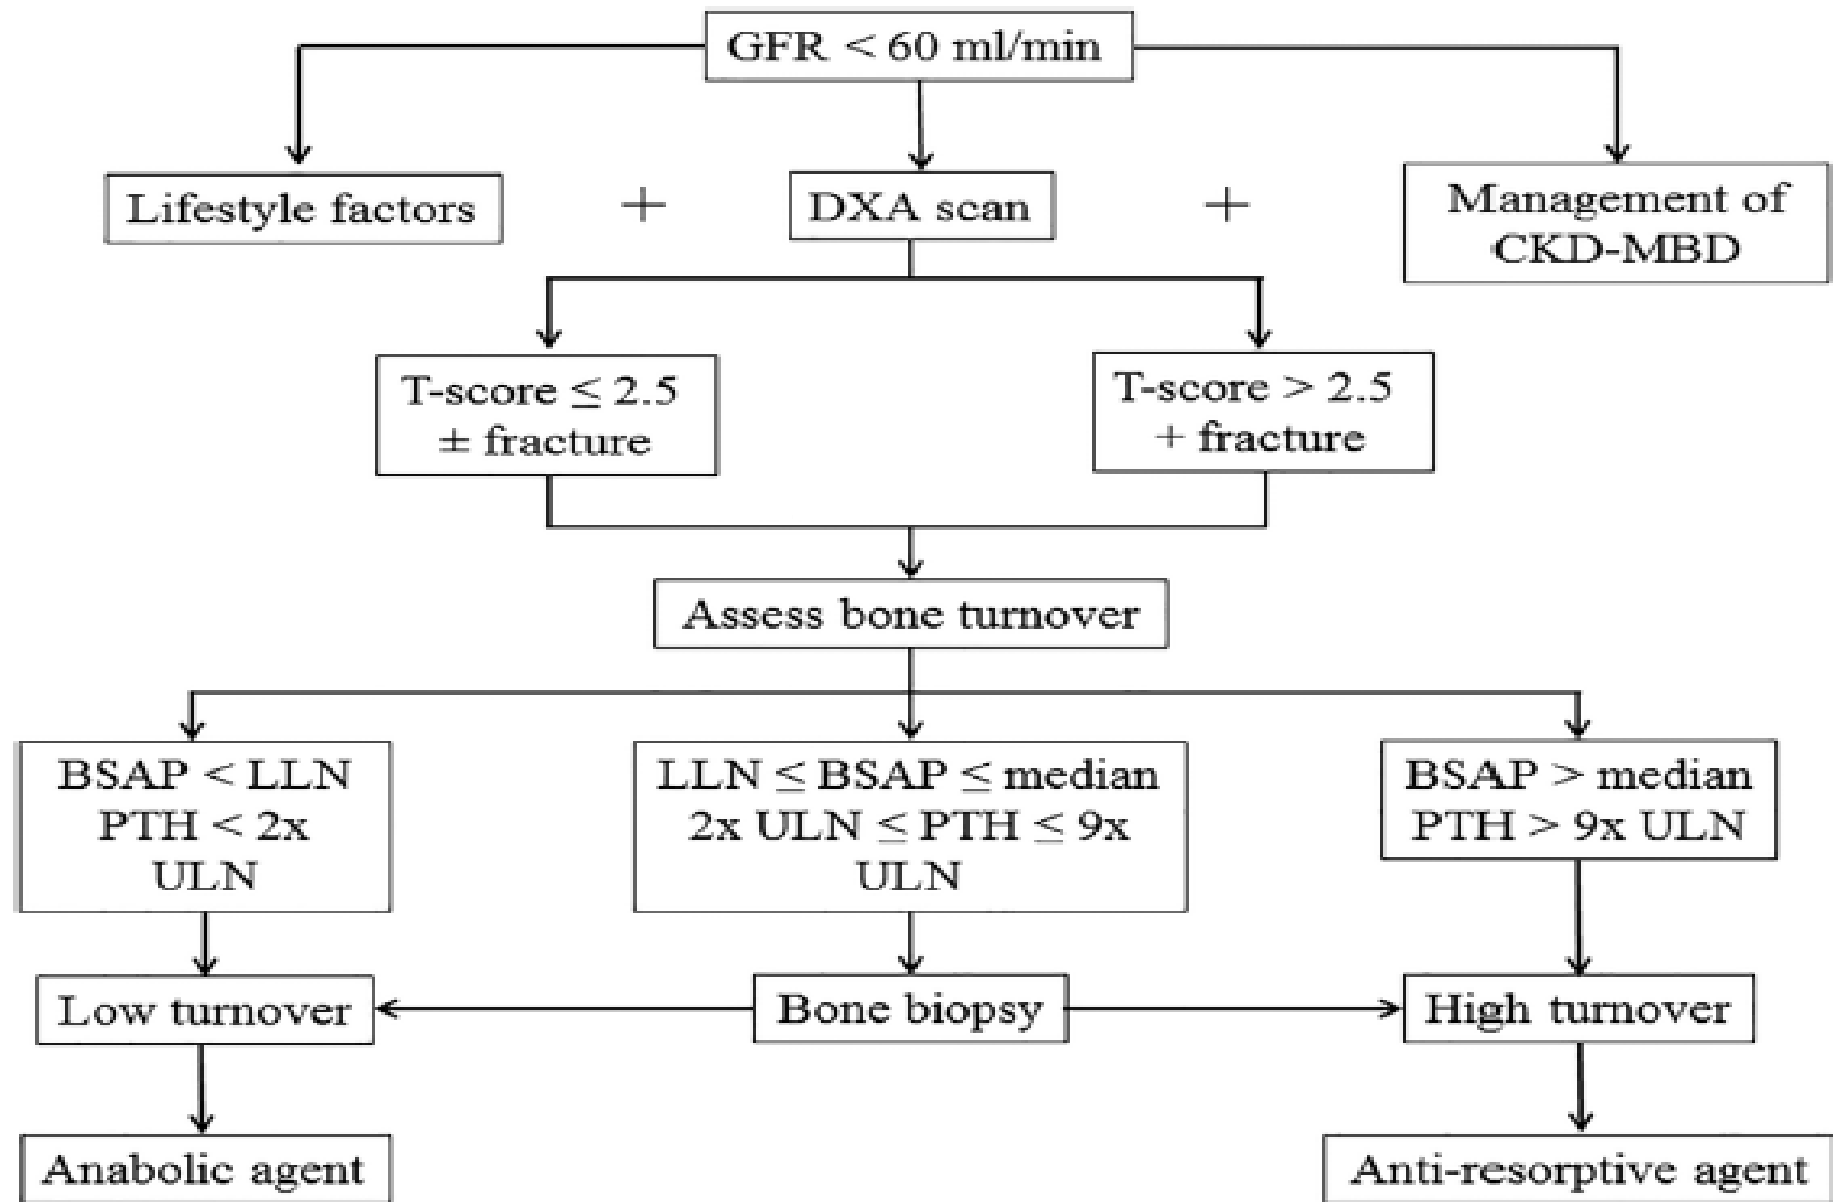 GFR < 60 ml/min
Lifestyle factors + DXA scan + Management of
CKD-MBD
T-score ≤ 2.5
± fracture
T-score > 2.5
+ fracture
Assess bone turnover
BSAP < LLN
PTH < 2x
ULN
LLN ≤ BSAP ≤ median
2x ULN ≤ PTH ≤ 9x
ULN
BSAP > median
PTH > 9x ULN
Low turnover
Bone biopsy
High turnover
Anabolic agent
Anti-resorptive agent